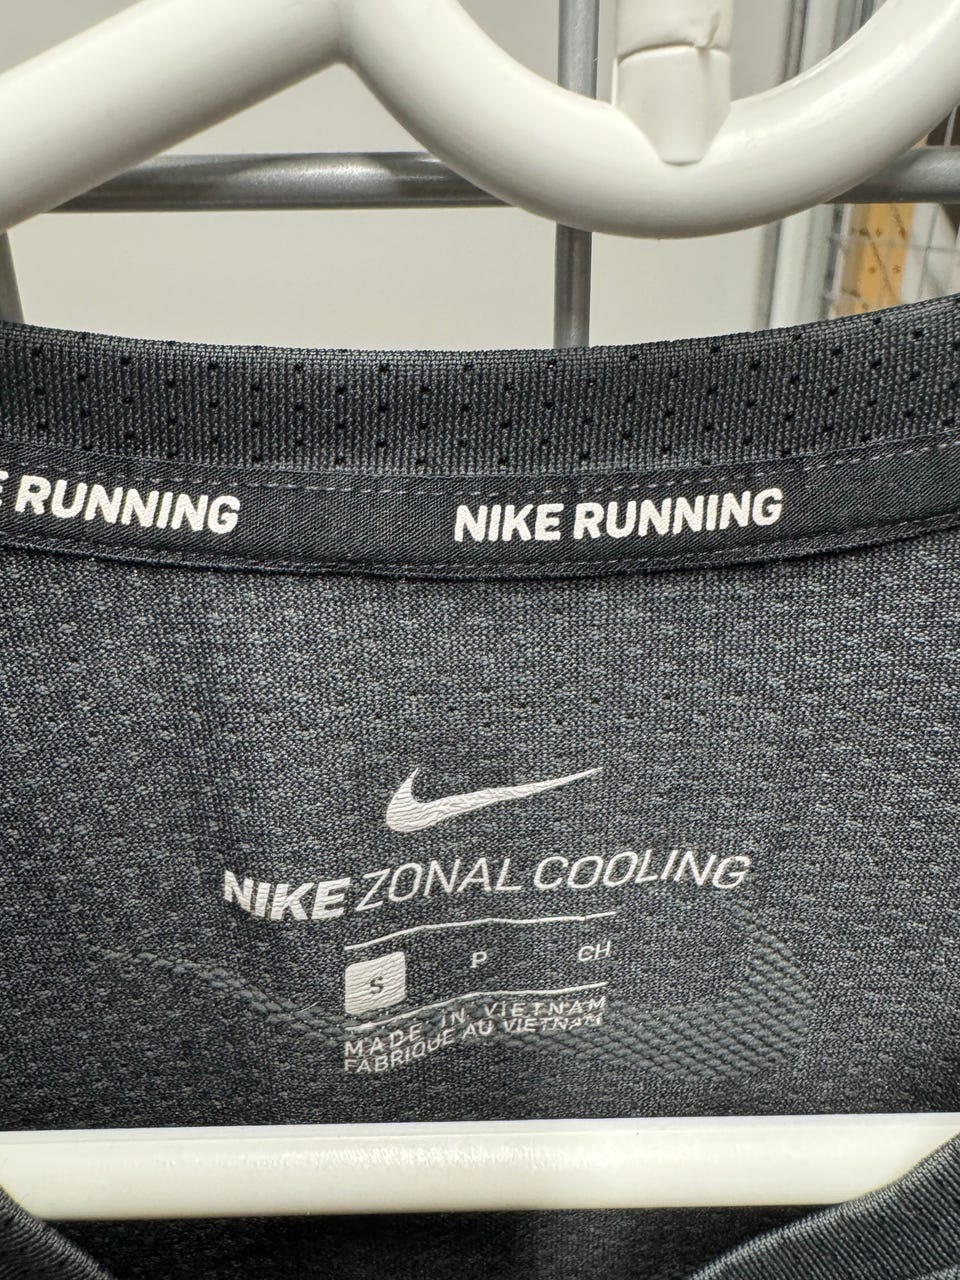 E RUNNING
NIKE RUNNING
NIKE ZONAL COOLING
S P CH
MADE IN VIETNAM
FABRIQUE AU VIETNAM